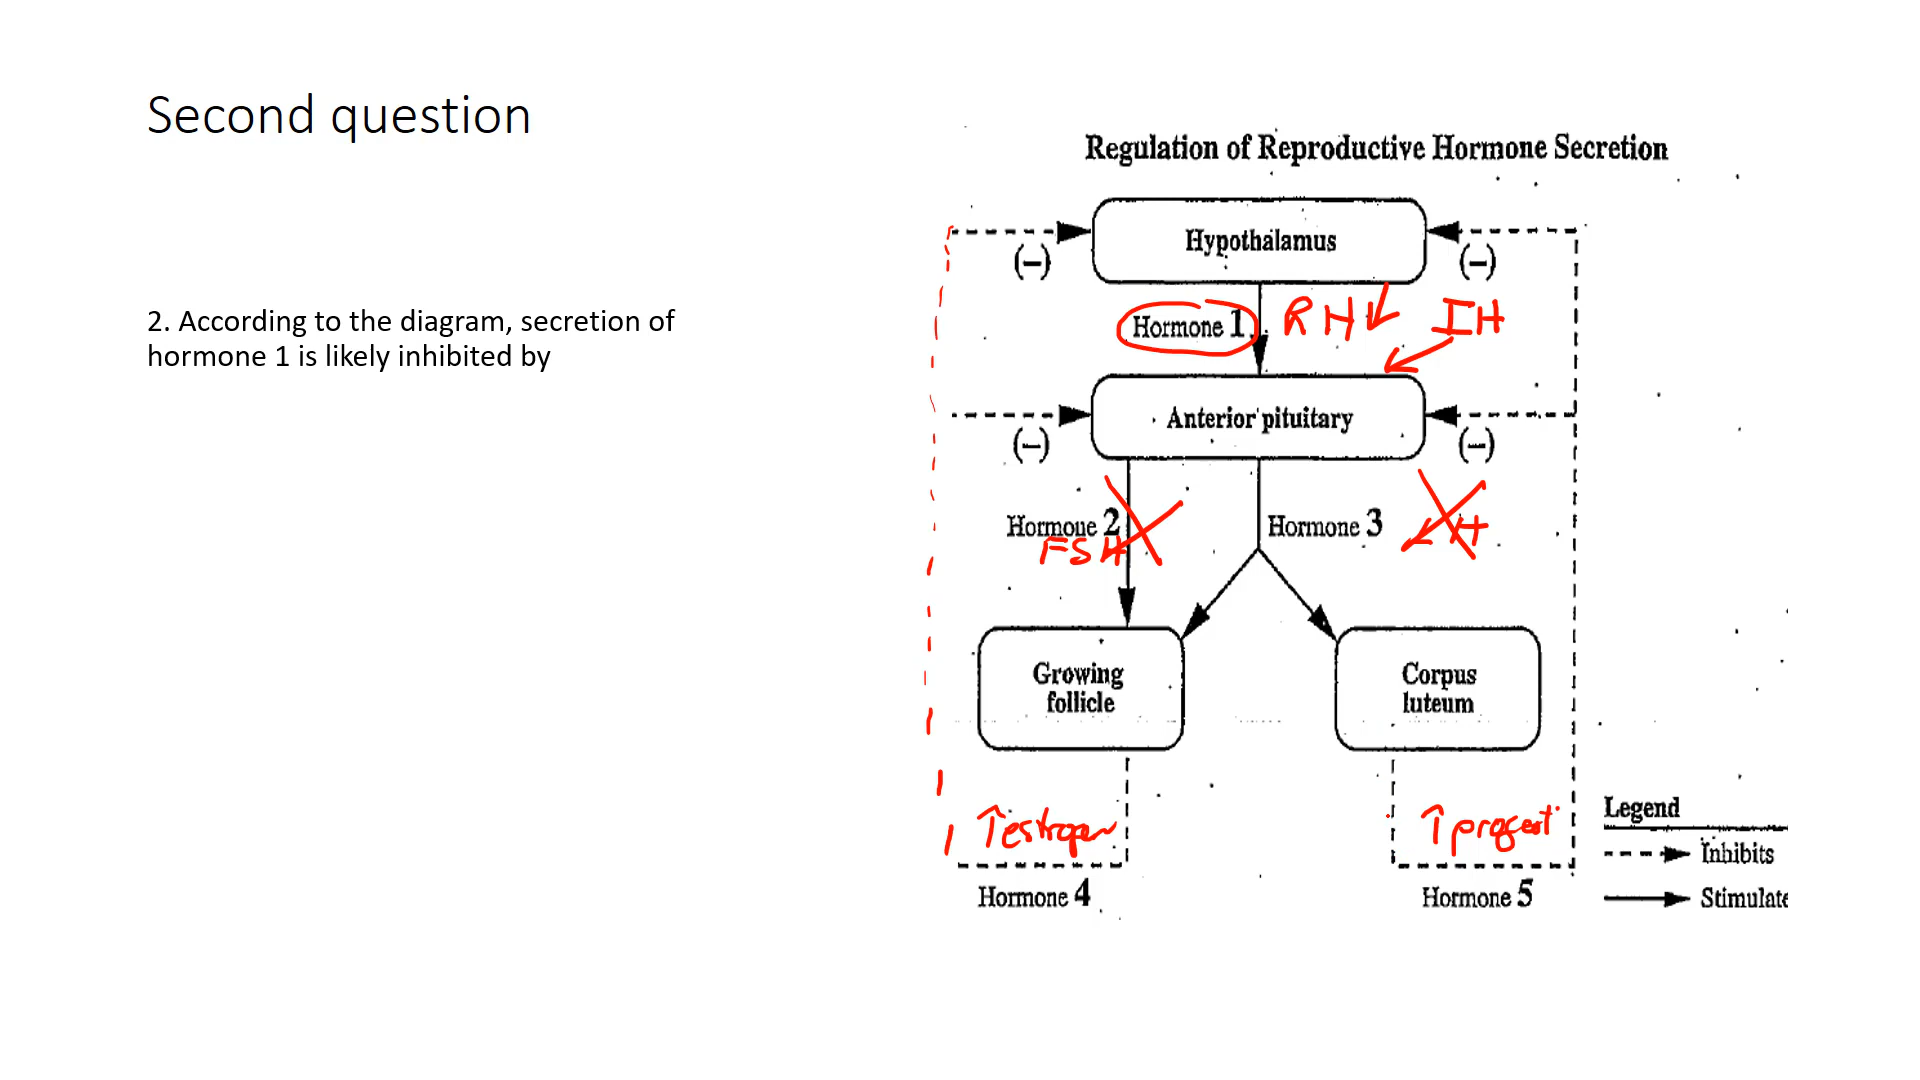 Second question
2. According to the diagram, secretion of
hormone 1 is likely inhibited by
Regulation of Reproductive Hormone Secretion
Hypothalamus
(−)
(−)
Hormone 1
RH↓
IH
Anterior pituitary
(−)
(−)
Hormone 2
FSH
Hormone 3
Growing
follicle
Corpus
luteum
↑estrogen
↑progest
Hormone 4
Hormone 5
Legend
Inhibits
Stimulate